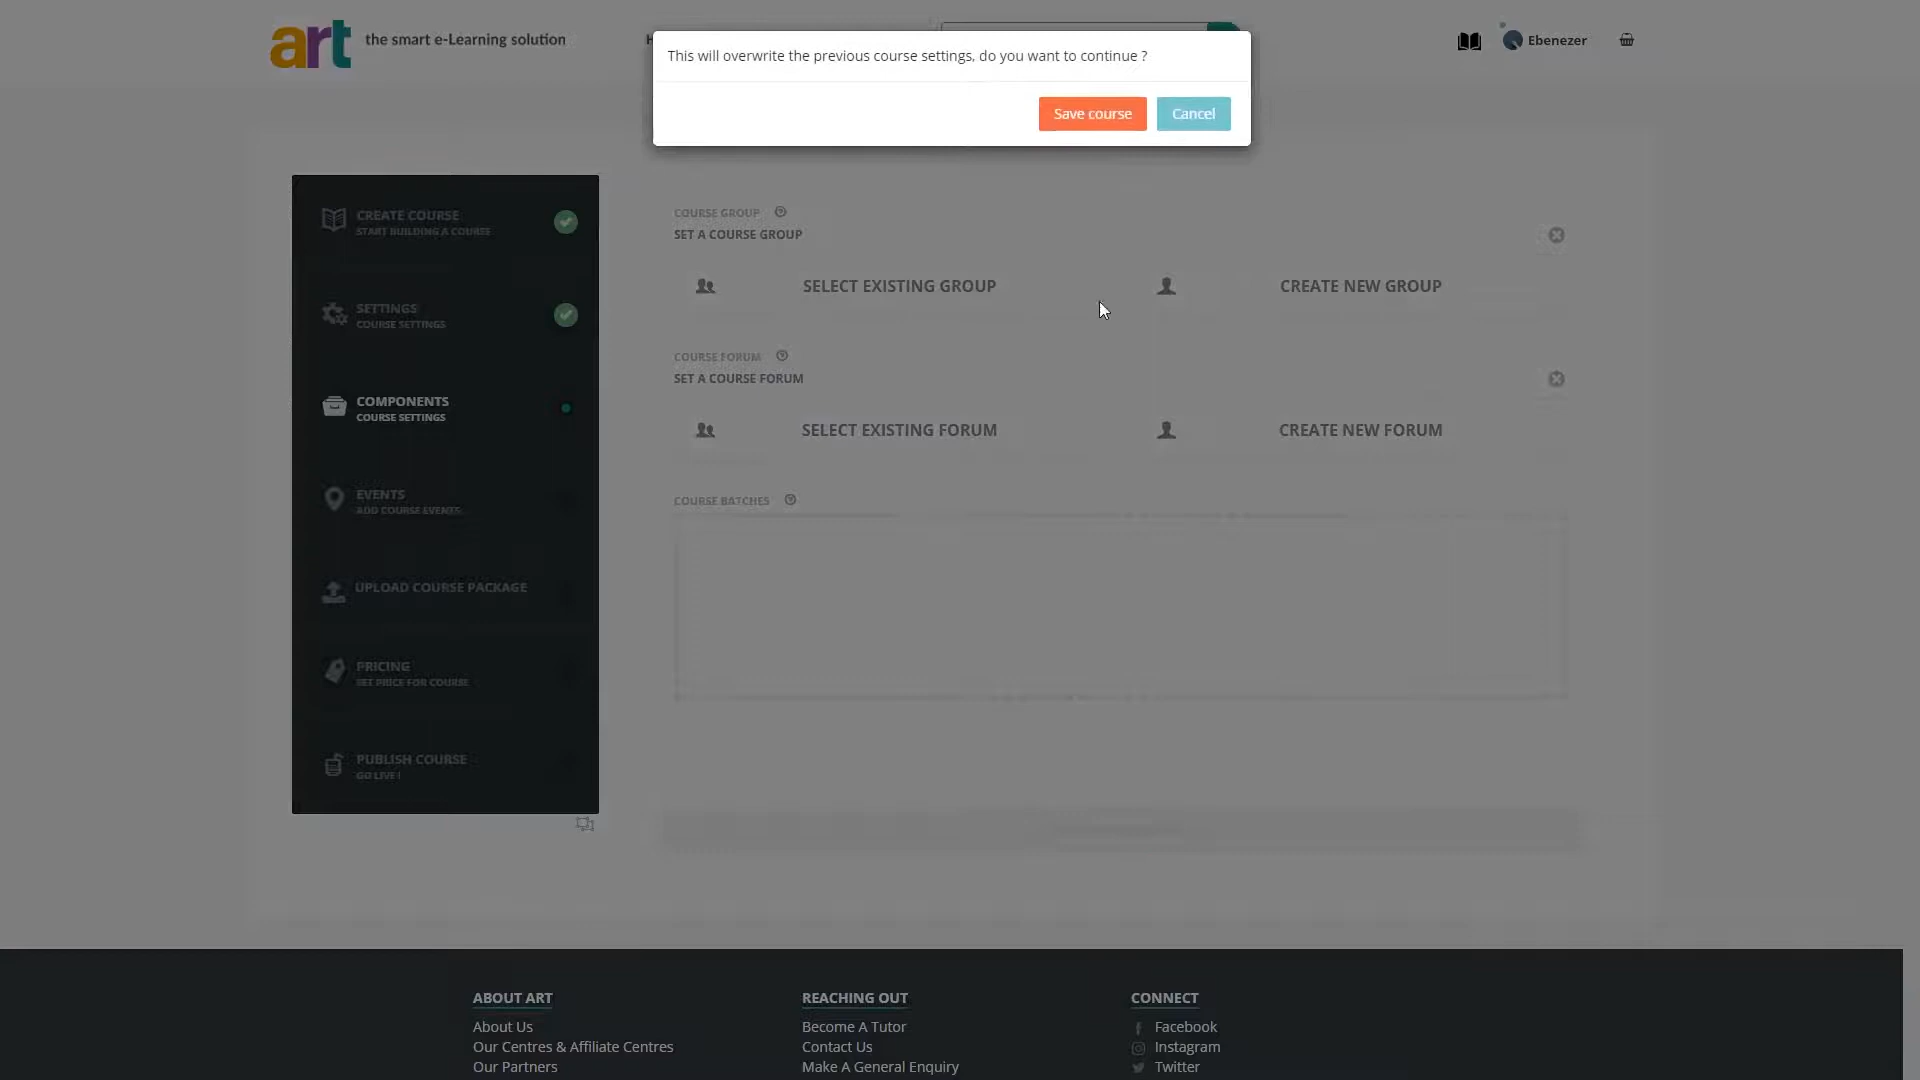 art the smart e-Learning solution
H
Ebenezer
This will overwrite the previous course settings, do you want to continue ?
Save course
Cancel
CREATE COURSE
START BUILDING A COURSE
SETTINGS
COURSE SETTINGS
COMPONENTS
COURSE SETTINGS
EVENTS
ADD COURSE EVENTS
UPLOAD COURSE PACKAGE
PRICING
SET PRICE FOR COURSE
PUBLISH COURSE
GO LIVE !
COURSE GROUP
SET A COURSE GROUP
SELECT EXISTING GROUP
CREATE NEW GROUP
COURSE FORUM
SET A COURSE FORUM
SELECT EXISTING FORUM
CREATE NEW FORUM
COURSE BATCHES
ABOUT ART
About Us
Our Centres & Affiliate Centres
Our Partners
REACHING OUT
Become A Tutor
Contact Us
Make A General Enquiry
CONNECT
Facebook
Instagram
Twitter